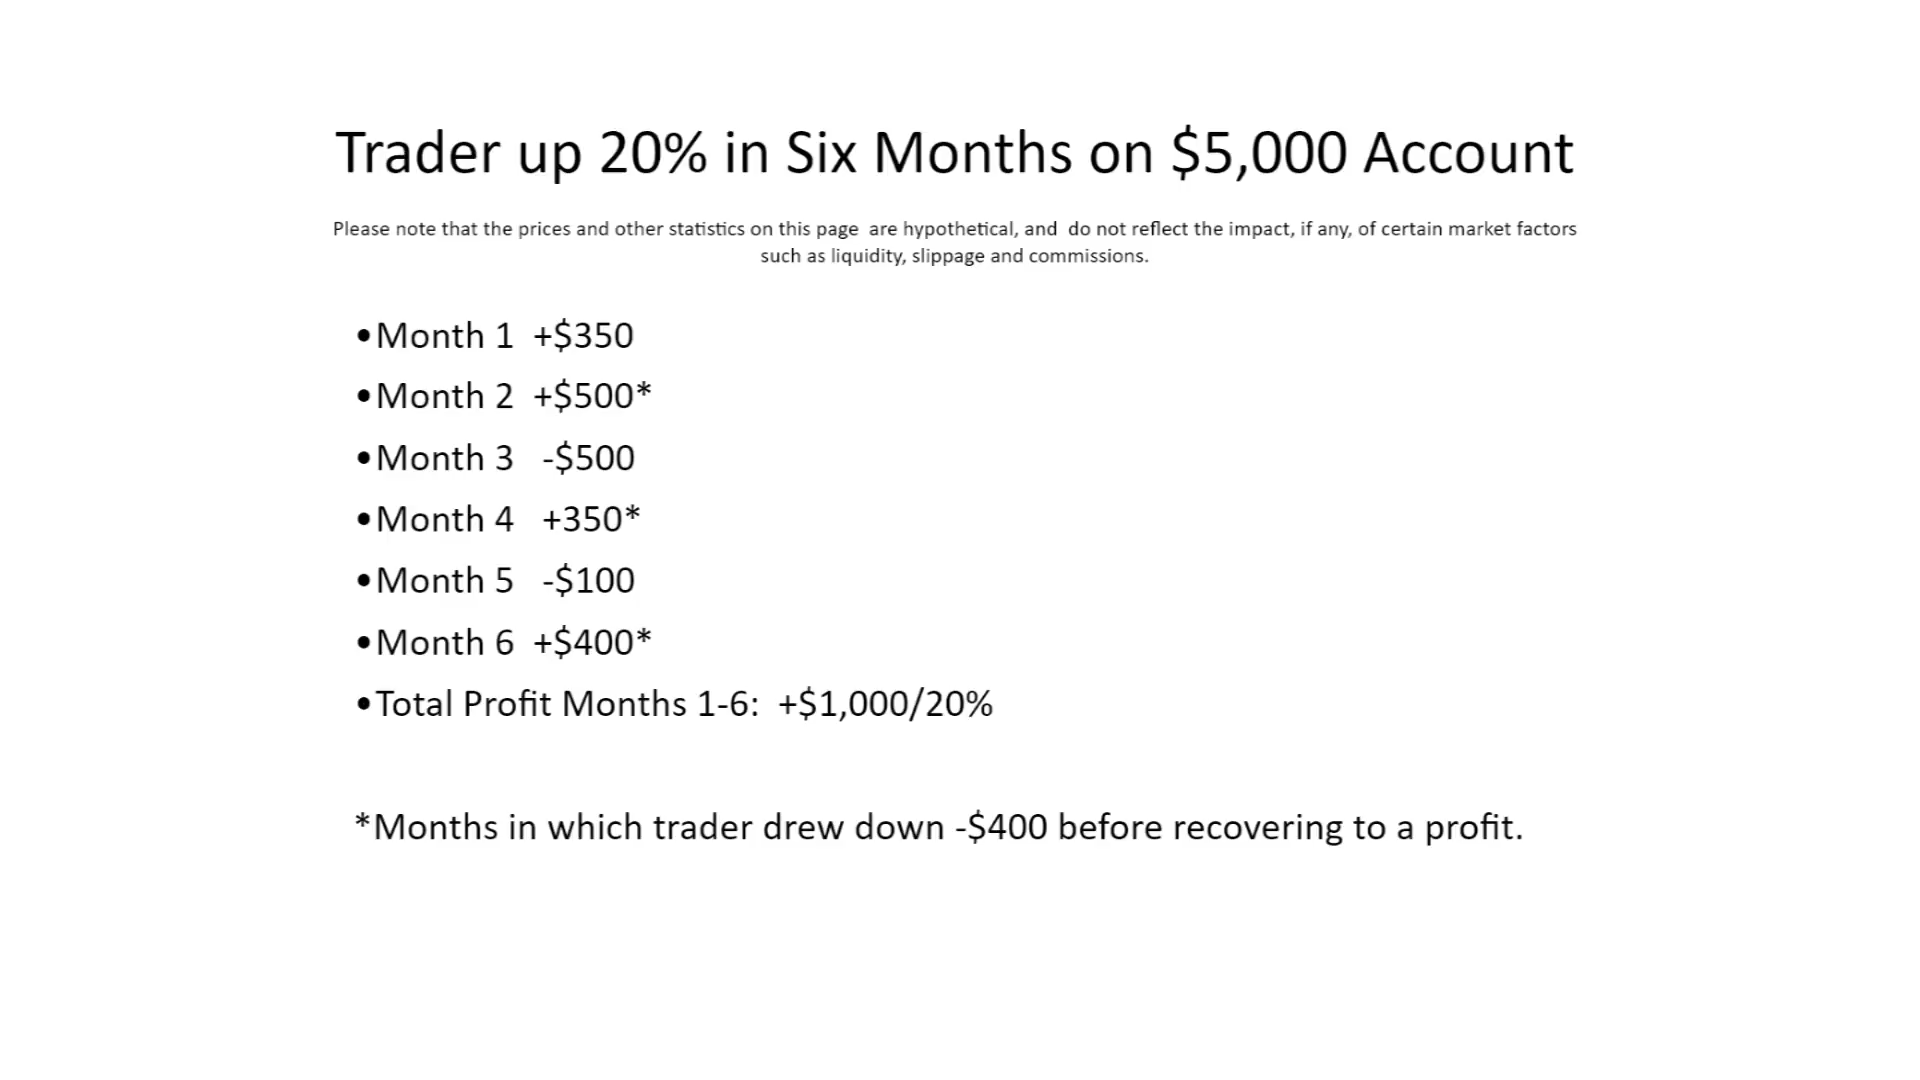 Trader up 20% in Six Months on $5,000 Account
Please note that the prices and other statistics on this page  are hypothetical, and  do not reflect the impact, if any, of certain market factors
such as liquidity, slippage and commissions.
•Month 1  +$350
•Month 2  +$500*
•Month 3   -$500
•Month 4   +350*
•Month 5   -$100
•Month 6  +$400*
•Total Profit Months 1-6:  +$1,000/20%
*Months in which trader drew down -$400 before recovering to a profit.